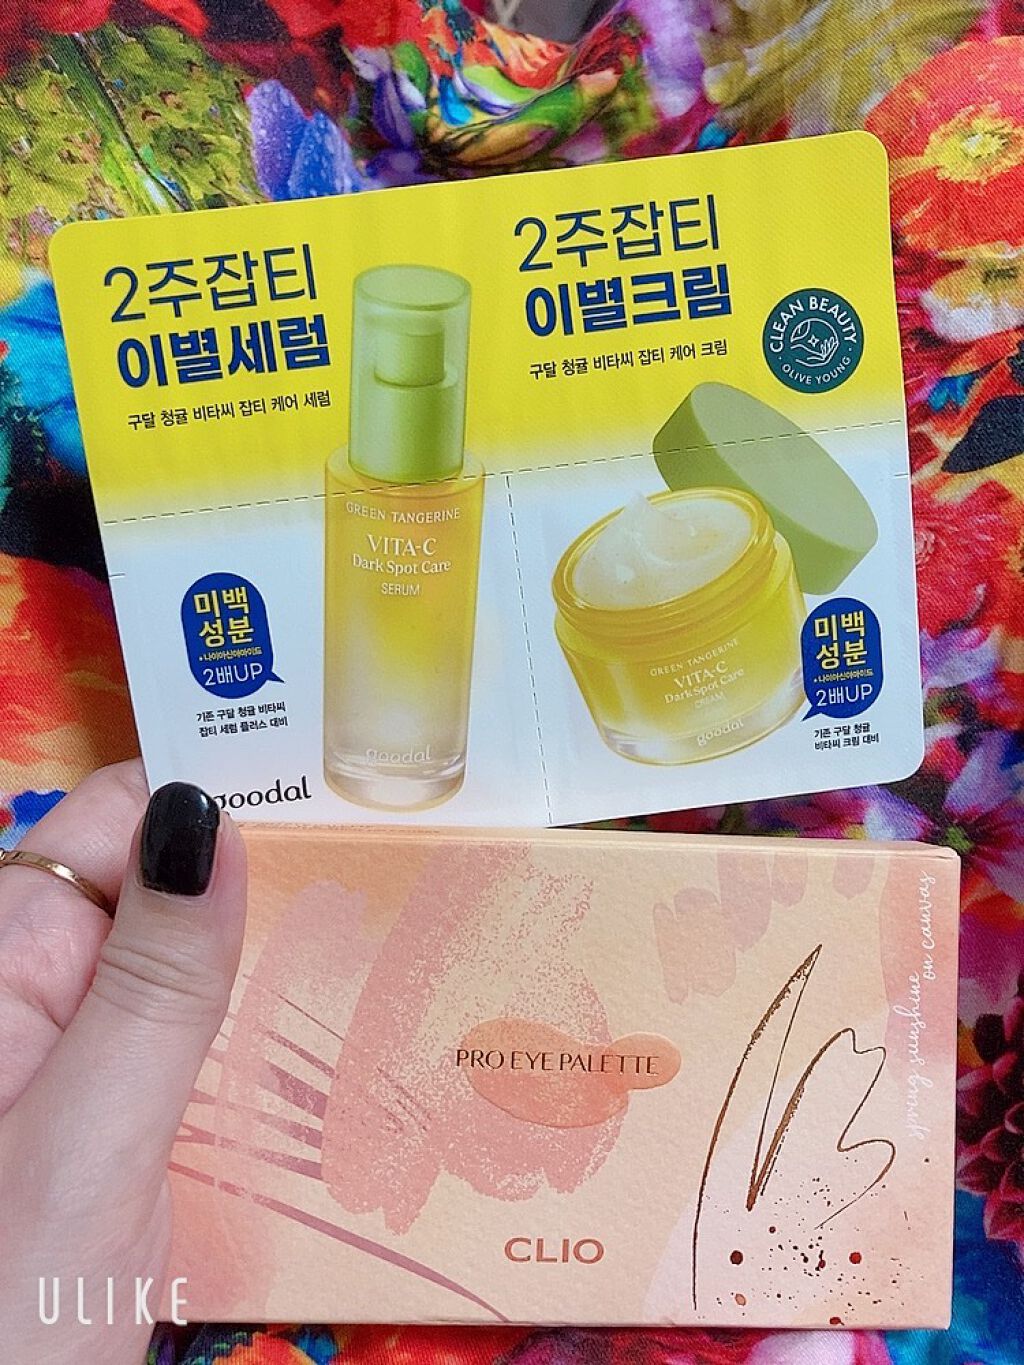 2주잡티
이별세럼
구달 청귤 비타씨 잡티 케어 세럼
2주잡티
이별크림
구달 청귤 비타씨 잡티 케어 크림
CLEAN BEAUTY
OLIVE YOUNG
GREEN TANGERINE
VITA-C
Dark Spot Care
SERUM
goodal
미백
성분
+나이아신아마이드
2배UP
기존 구달 청귤 비타씨
잡티 세럼 플러스 대비
goodal
GREEN TANGERINE
VITA-C
Dark Spot Care
CREAM
goodal
미백
성분
+나이아신아마이드
2배UP
기존 구달 청귤
비타씨 크림 대비
PRO EYE PALETTE
CLIO
spring sunshine
on canvas
ULIKE